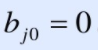 b_{j0} = 0